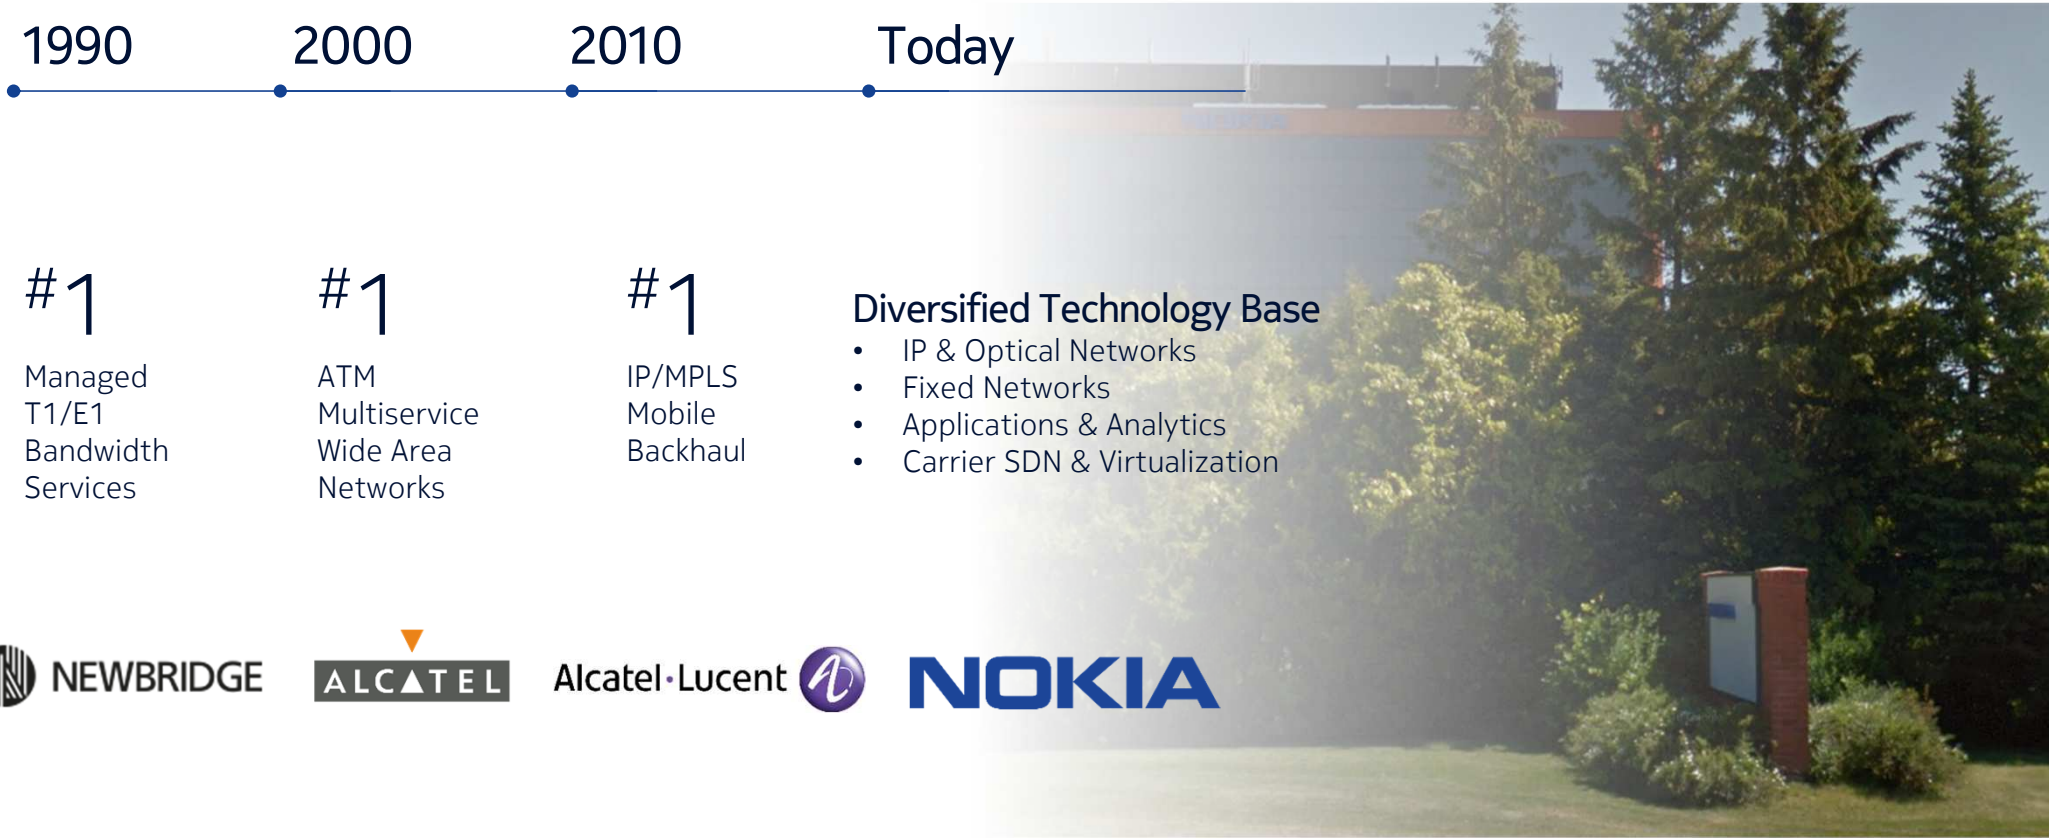 1990 2000 2010 Today
#1
Managed
T1/E1
Bandwidth
Services
#1
ATM
Multiservice
Wide Area
Networks
#1
IP/MPLS
Mobile
Backhaul
Diversified Technology Base
• IP & Optical Networks
• Fixed Networks
• Applications & Analytics
• Carrier SDN & Virtualization
NEWBRIDGE
ALCATEL
Alcatel·Lucent
NOKIA
NOKIA